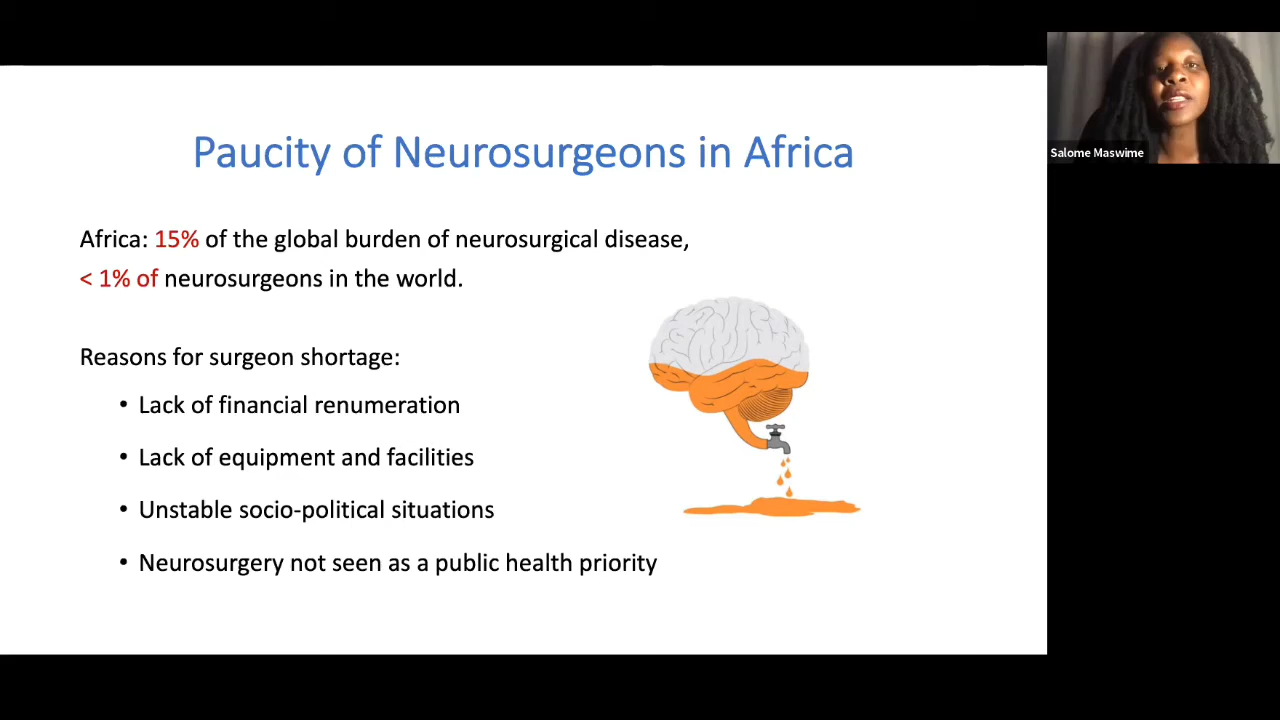 Paucity of Neurosurgeons in Africa
Africa: 15% of the global burden of neurosurgical disease,
< 1% of neurosurgeons in the world.
Reasons for surgeon shortage:
• Lack of financial renumeration
• Lack of equipment and facilities
• Unstable socio-political situations
• Neurosurgery not seen as a public health priority
Salome Maswime